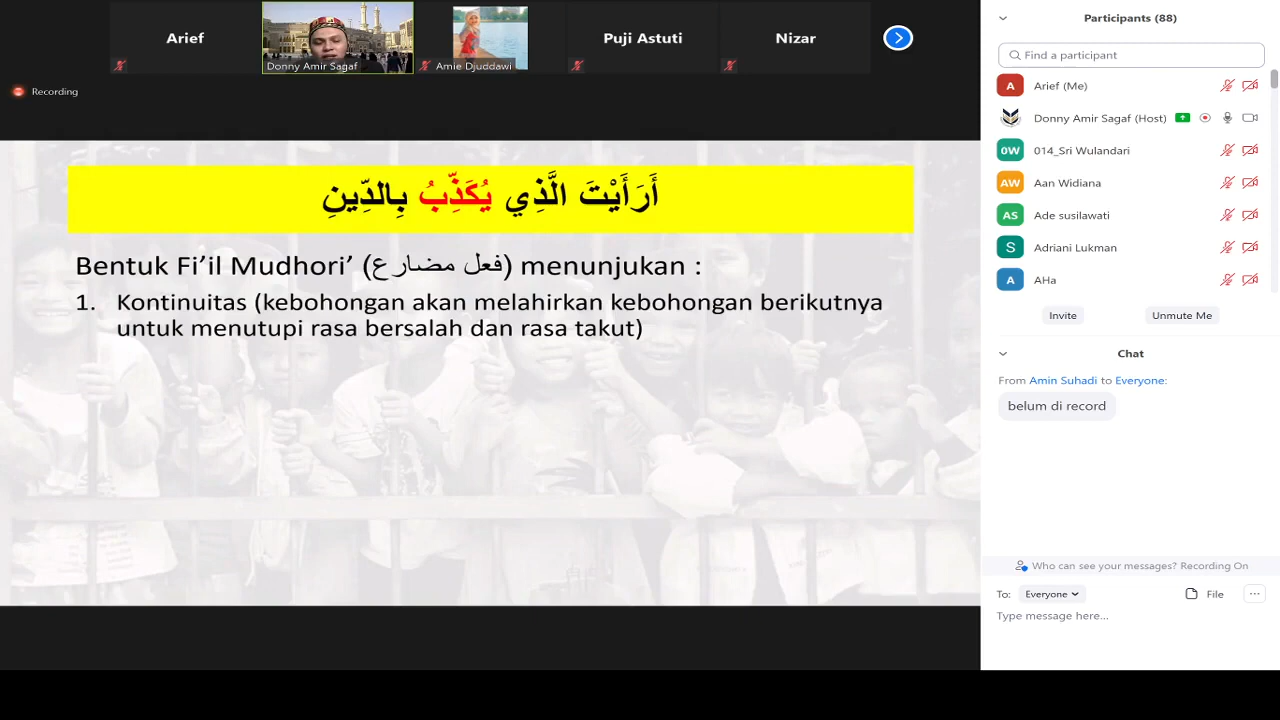 Arief
Donny Amir Sagaf
Amie Djuddawi
Puji Astuti
Nizar
Recording
أَرَأَيْتَ الَّذِي يُكَذِّبُ بِالدِّينِ
Bentuk Fi’il Mudhori’ (فعل مضارع) menunjukan :
1. Kontinuitas (kebohongan akan melahirkan kebohongan berikutnya
untuk menutupi rasa bersalah dan rasa takut)
Participants (88)
Find a participant
A Arief (Me)
Donny Amir Sagaf (Host)
0W 014_Sri Wulandari
AW Aan Widiana
AS Ade susilawati
S Adriani Lukman
A AHa
Invite Unmute Me
Chat
From Amin Suhadi to Everyone:
belum di record
Who can see your messages? Recording On
To: Everyone File ...
Type message here...